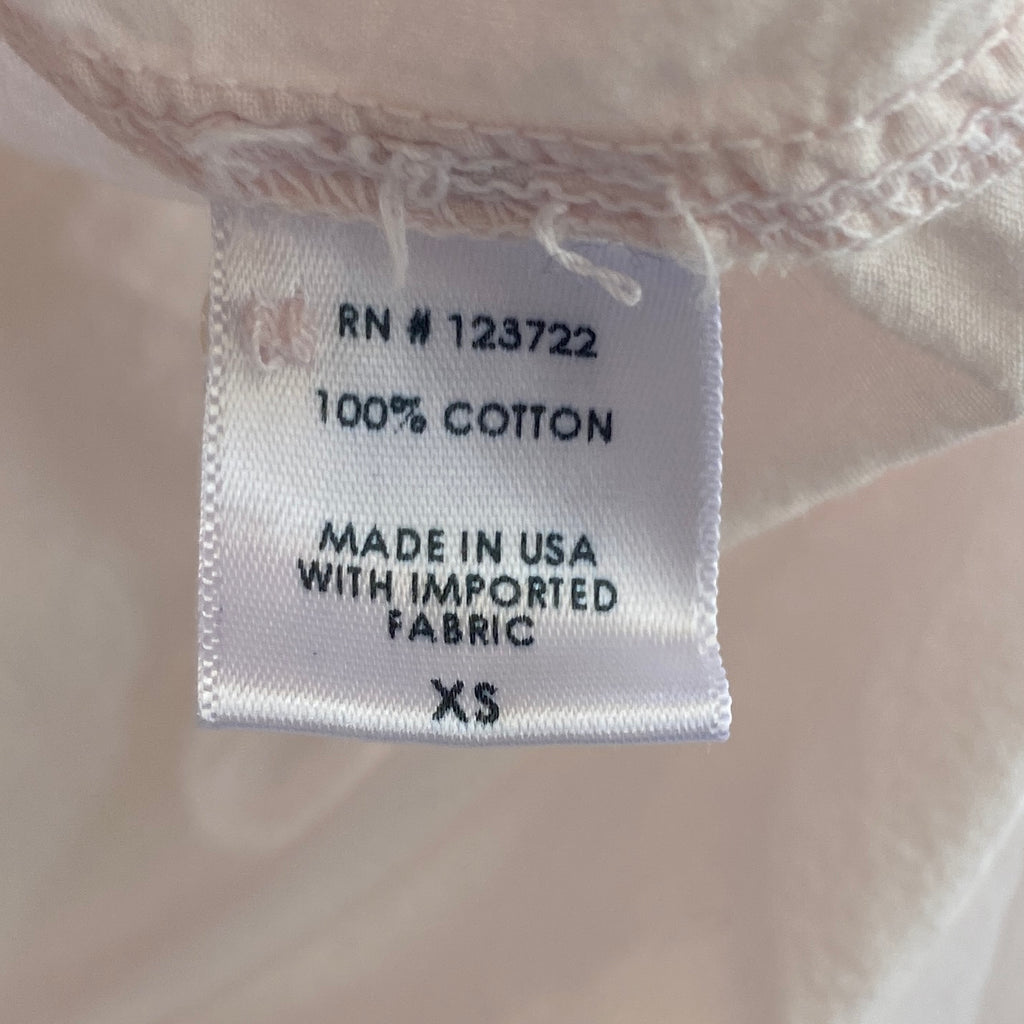 RN # 123722
100% COTTON
MADE IN USA
WITH IMPORTED
FABRIC
XS